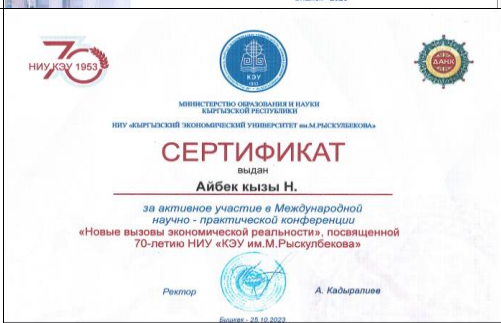 НИУ КЭУ 1953
70
КЭУ
ДАНК
МИНИСТЕРСТВО ОБРАЗОВАНИЯ И НАУКИ
КЫРГЫЗСКОЙ РЕСПУБЛИКИ
НИУ «КЫРГЫЗСКИЙ ЭКОНОМИЧЕСКИЙ УНИВЕРСИТЕТ им.М.РЫСКУЛБЕКОВА»
СЕРТИФИКАТ
выдан
Айбек кызы Н.
за активное участие в Международной
научно - практической конференции
«Новые вызовы экономической реальности», посвященной
70-летию НИУ «КЭУ им.М.Рыскулбекова»
Ректор
А. Кадыралиев
Бишкек - 25.10.2023